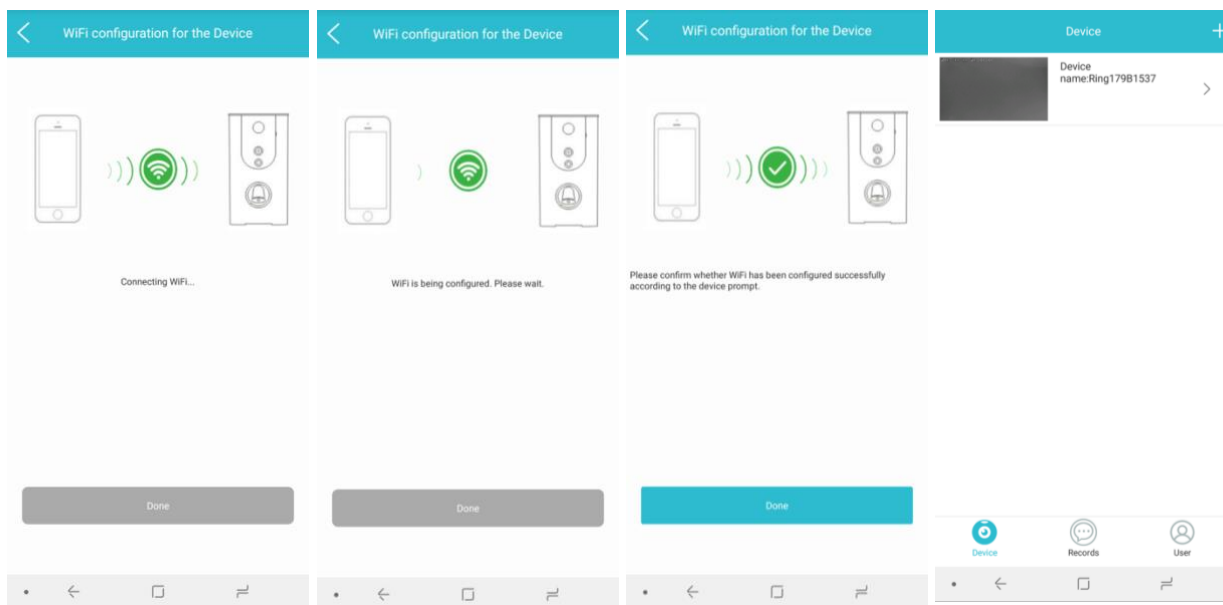 WiFi configuration for the Device
Connecting WiFi...
Done
WiFi configuration for the Device
WiFi is being configured. Please wait.
Done
WiFi configuration for the Device
Please confirm whether WiFi has been configured successfully
according to the device prompt.
Done
Device
Device
name:Ring179B1537
Device
Records
User